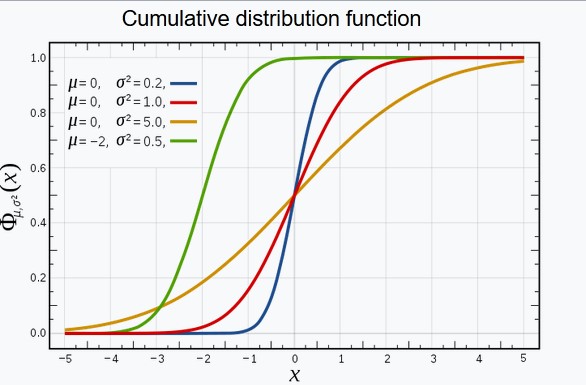 Cumulative distribution function
1.0
μ= 0, σ²= 0.2,
μ= 0, σ²= 1.0,
0.8
μ= 0, σ²= 5.0,
μ= −2, σ²= 0.5,
0.6
Φμ,σ²(x)
0.4
0.2
0.0
−5 −4 −3 −2 −1 0 1 2 3 4 5
x